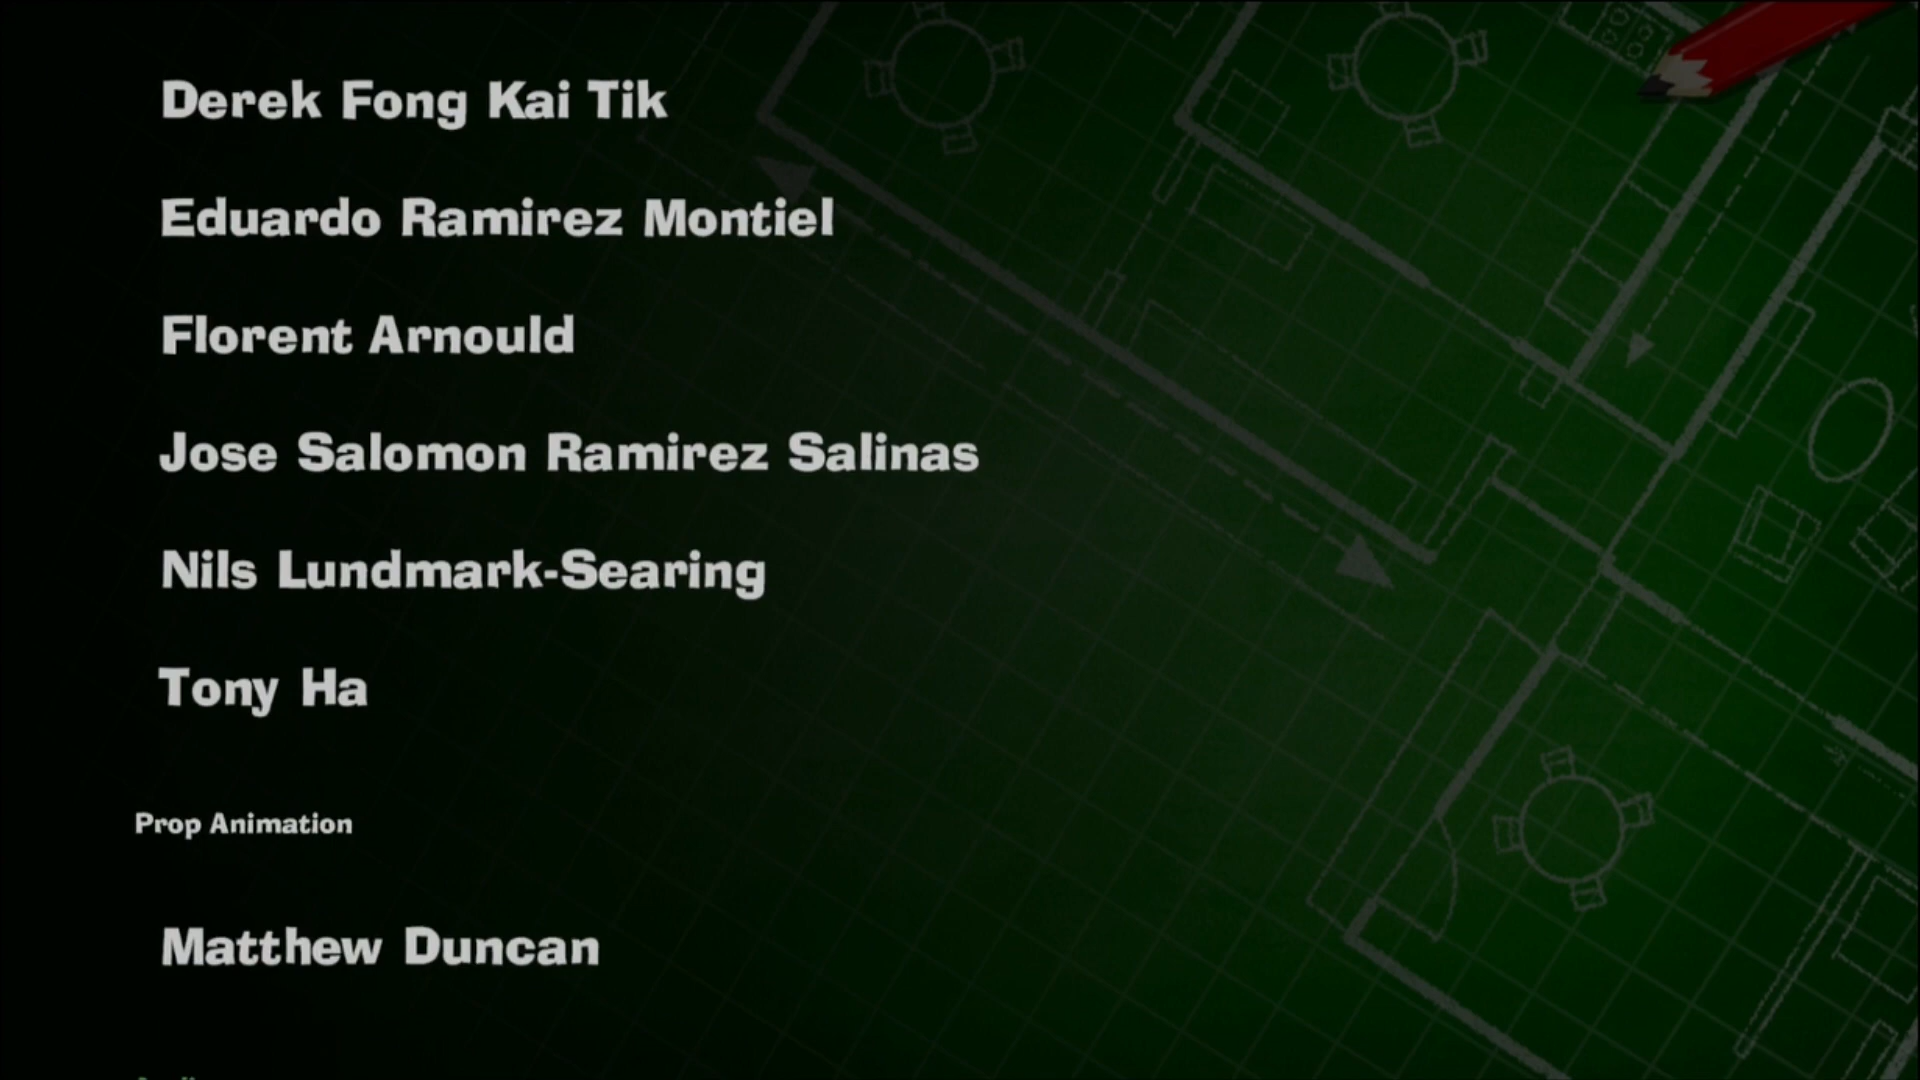 Derek Fong Kai Tik
Eduardo Ramirez Montiel
Florent Arnould
Jose Salomon Ramirez Salinas
Nils Lundmark-Searing
Tony Ha
Prop Animation
Matthew Duncan